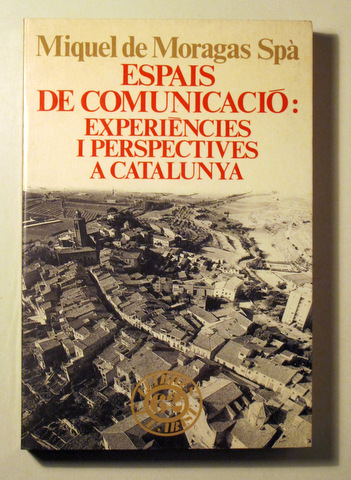 Miquel de Moragas Spà
ESPAIS
DE COMUNICACIÓ:
EXPERIÈNCIES
I PERSPECTIVES
A CATALUNYA